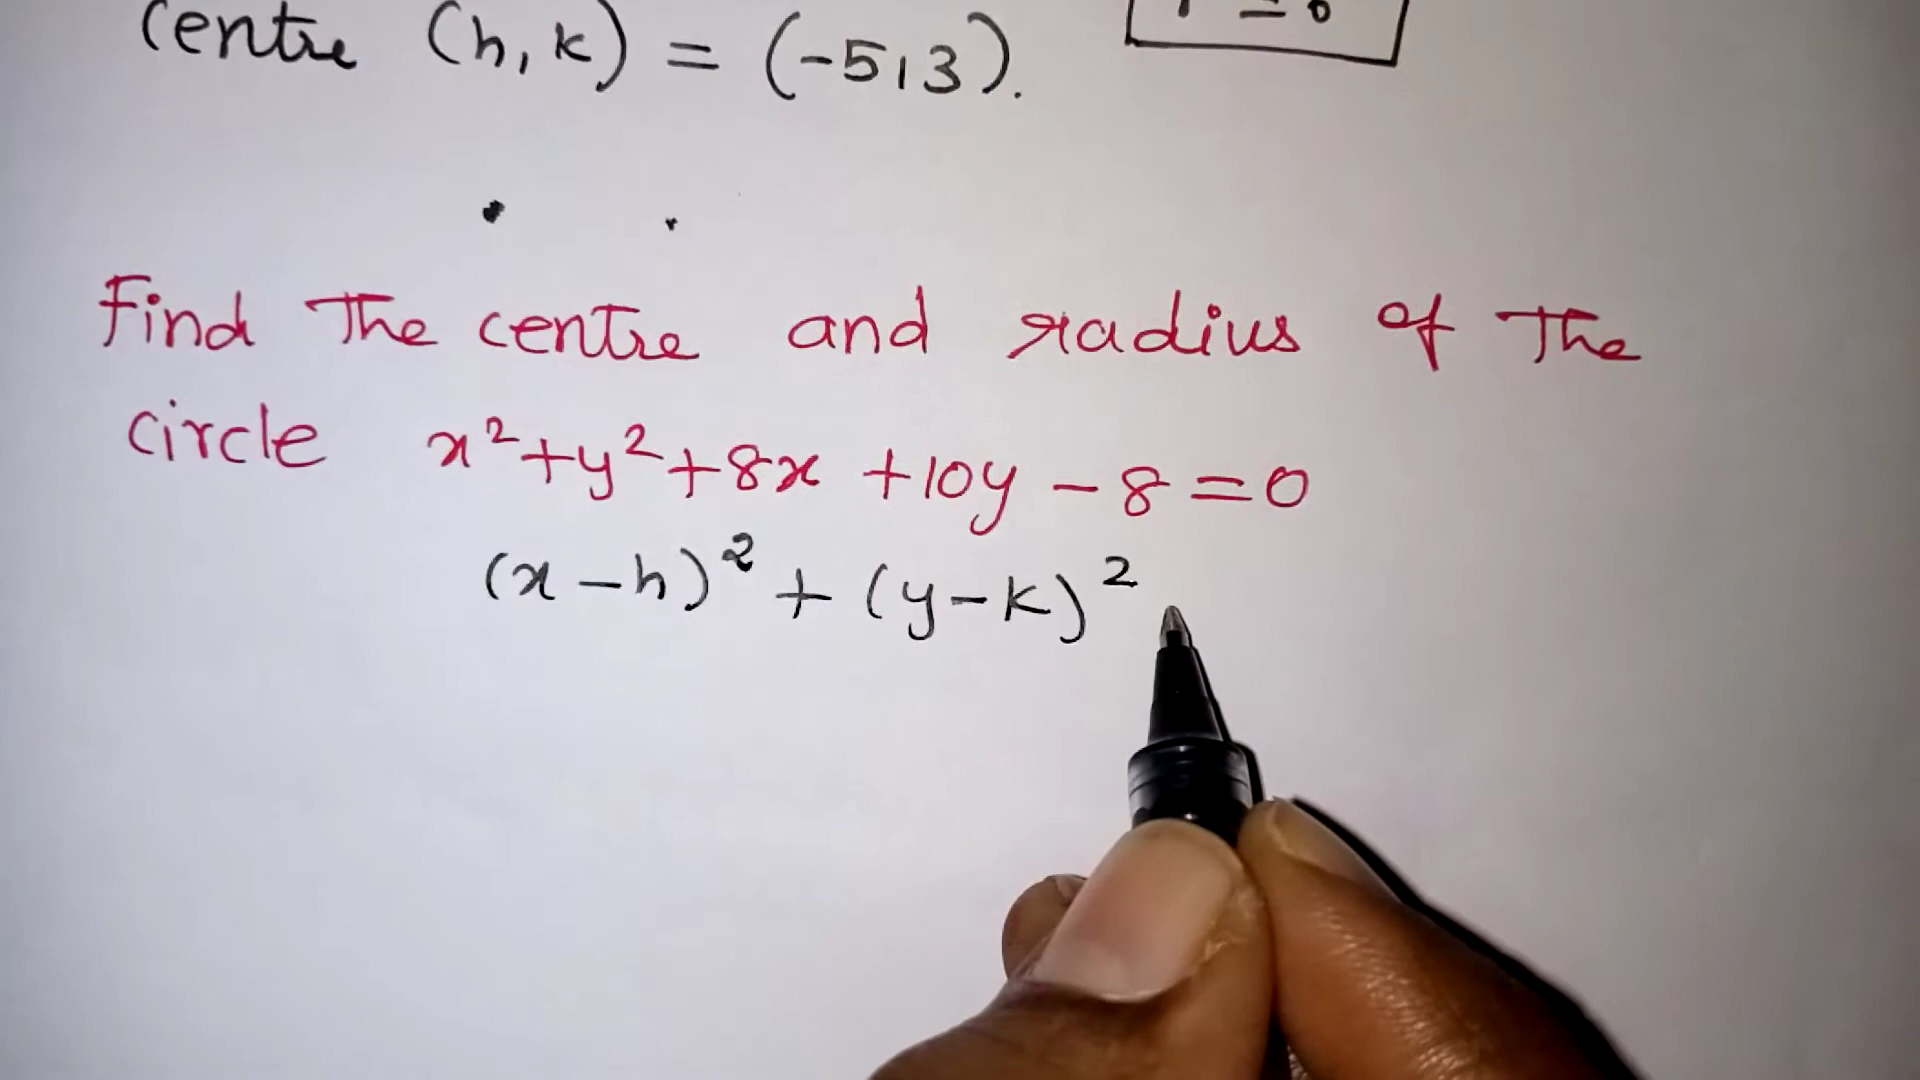 Centre (h, k) = (-5, 3).
Find The centre and radius of The
circle x²+y²+8x +10y - 8 = 0
(x - h)² + (y - k)²